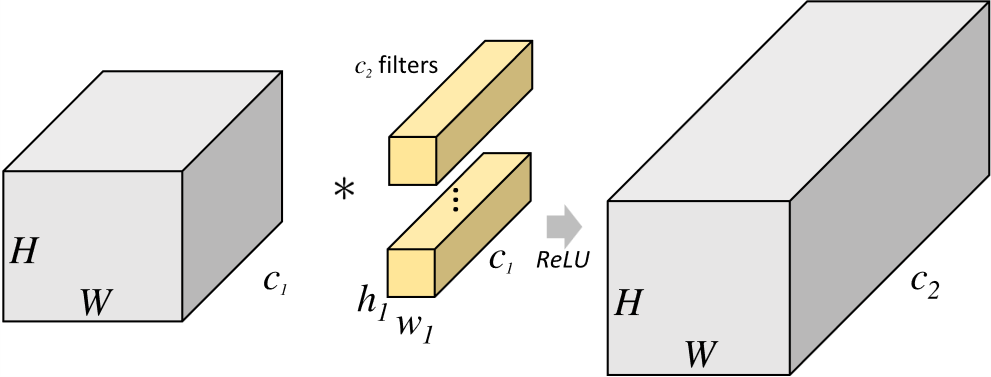 H
W
c₁
*
c₂ filters
⋮
c₁
h₁
w₁
ReLU
H
W
c₂